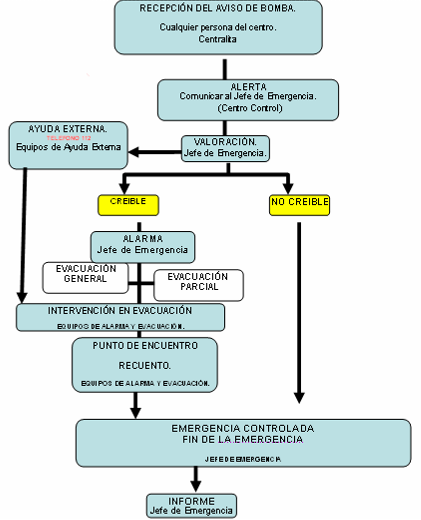 RECEPCIÓN DEL AVISO DE BOMBA.
Cualquier persona del centro.
Centralita
ALERTA
Comunicar al Jefe de Emergencia.
(Centro Control)
AYUDA EXTERNA.
TELEFONO 112
Equipos de Ayuda Externa
VALORACIÓN.
Jefe de Emergencia.
CREIBLE
NO CREIBLE
ALARMA
Jefe de Emergencia
EVACUACIÓN
GENERAL
EVACUACIÓN
PARCIAL
INTERVENCIÓN EN EVACUACIÓN
EQUIPOS DE ALARMA Y EVACUACIÓN.
PUNTO DE ENCUENTRO
RECUENTO.
EQUIPOS DE ALARMA Y EVACUACIÓN.
EMERGENCIA CONTROLADA
FIN DE LA EMERGENCIA
JEFE DE EMERGENCIA
INFORME
Jefe de Emergencia